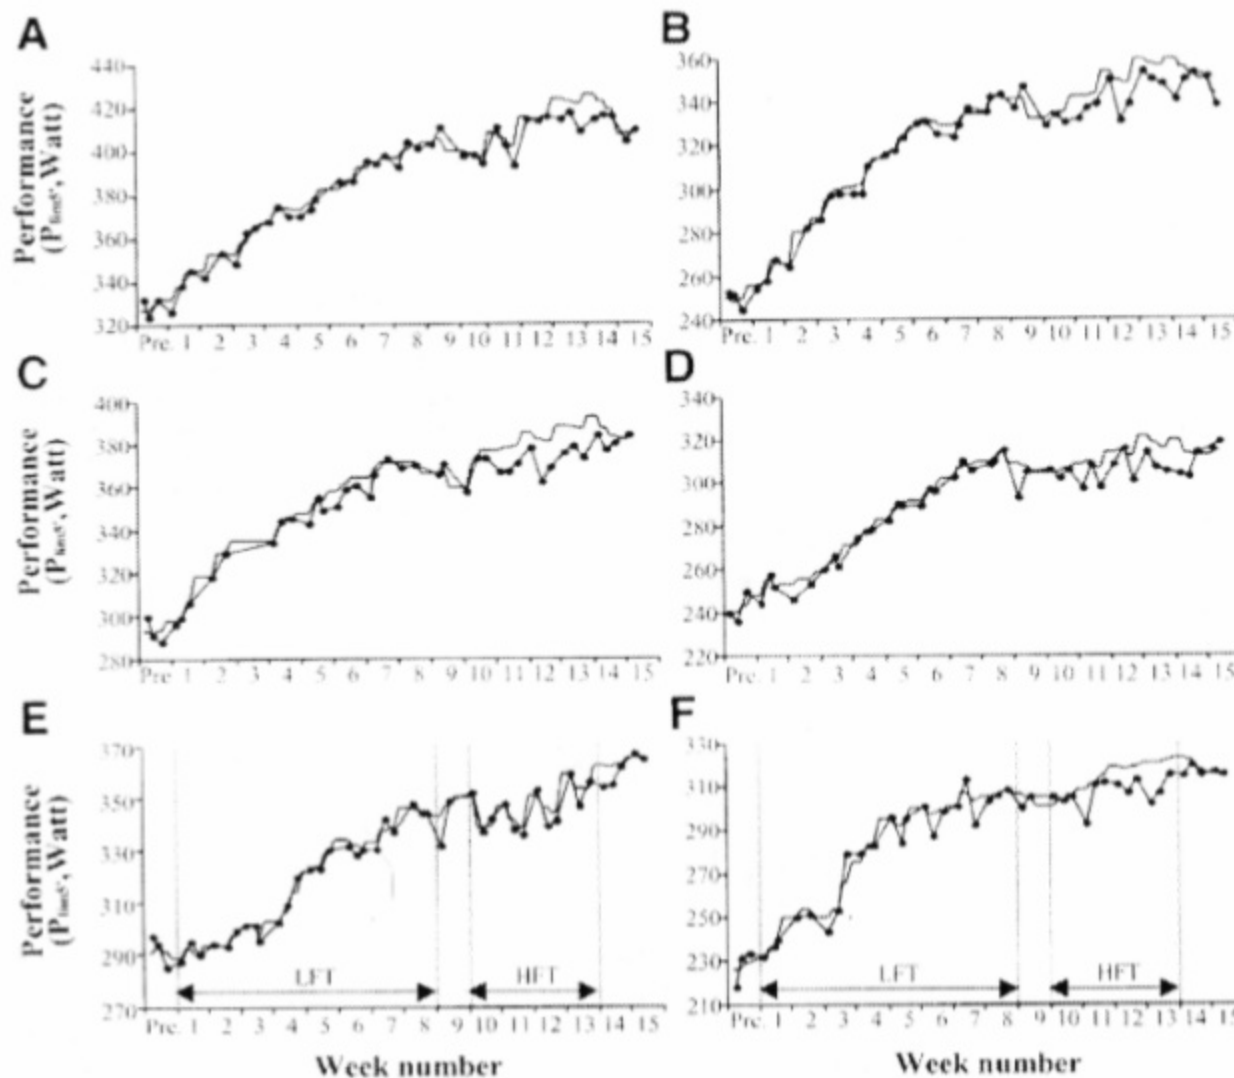 A
B
Performance
(Plim5',Watt)
440
420
400
380
360
340
320
Pre. 1 2 3 4 5 6 7 8 9 10 11 12 13 14 15
360
340
320
300
280
260
240
Pre. 1 2 3 4 5 6 7 8 9 10 11 12 13 14 15
C
D
Performance
(Plim5',Watt)
400
380
360
340
320
300
280
Pre 1 2 3 4 5 6 7 8 9 10 11 12 13 14 15
340
320
300
280
260
240
220
Pre. 1 2 3 4 5 6 7 8 9 10 11 12 13 14 15
E
F
Performance
(Plim5',Watt)
370
350
330
310
290
270
LFT HFT
Pre. 1 2 3 4 5 6 7 8 9 10 11 12 13 14 15
Week number
330
310
290
270
250
230
210
LFT HFT
Pre. 1 2 3 4 5 6 7 8 9 10 11 12 13 14 15
Week number